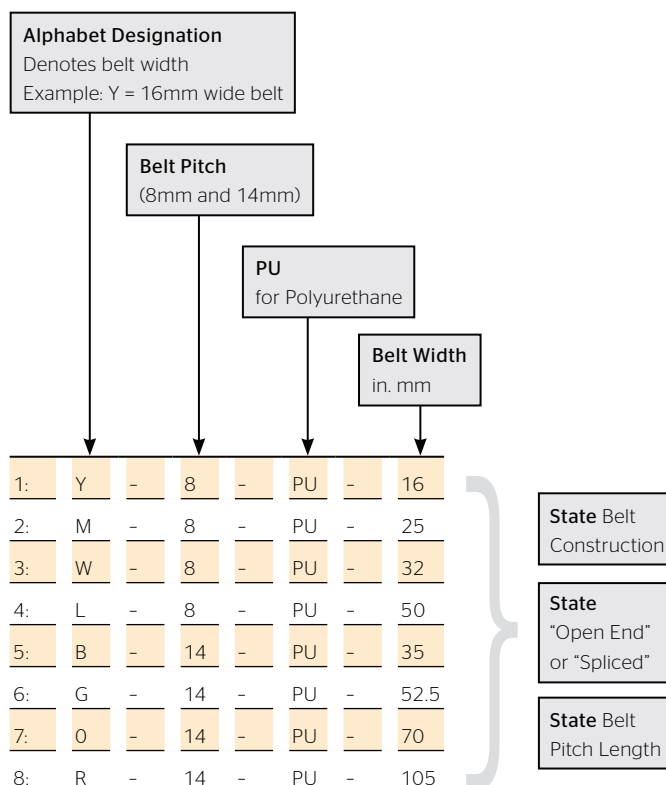 Alphabet Designation
Denotes belt width
Example: Y = 16mm wide belt
Belt Pitch
(8mm and 14mm)
PU
for Polyurethane
Belt Width
in. mm
1: Y - 8 - PU - 16
2: M - 8 - PU - 25
3: W - 8 - PU - 32
4: L - 8 - PU - 50
5: B - 14 - PU - 35
6: G - 14 - PU - 52.5
7: O - 14 - PU - 70
8: R - 14 - PU - 105
State Belt
Construction
State
“Open End”
or “Spliced”
State Belt
Pitch Length